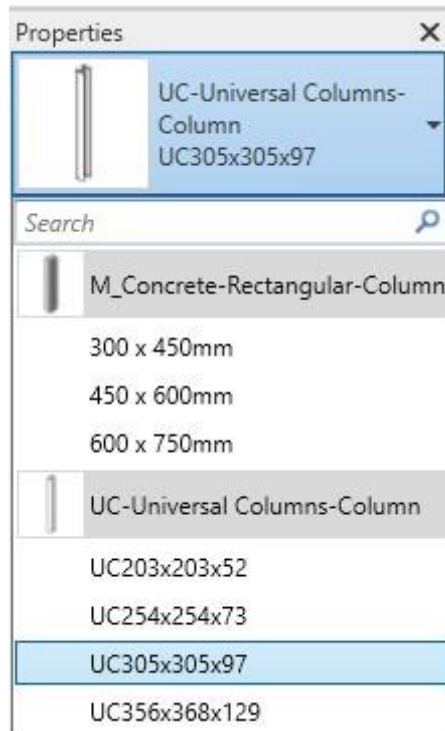 Properties
UC-Universal Columns-
Column
UC305x305x97
Search
M_Concrete-Rectangular-Column
300 x 450mm
450 x 600mm
600 x 750mm
UC-Universal Columns-Column
UC203x203x52
UC254x254x73
UC305x305x97
UC356x368x129